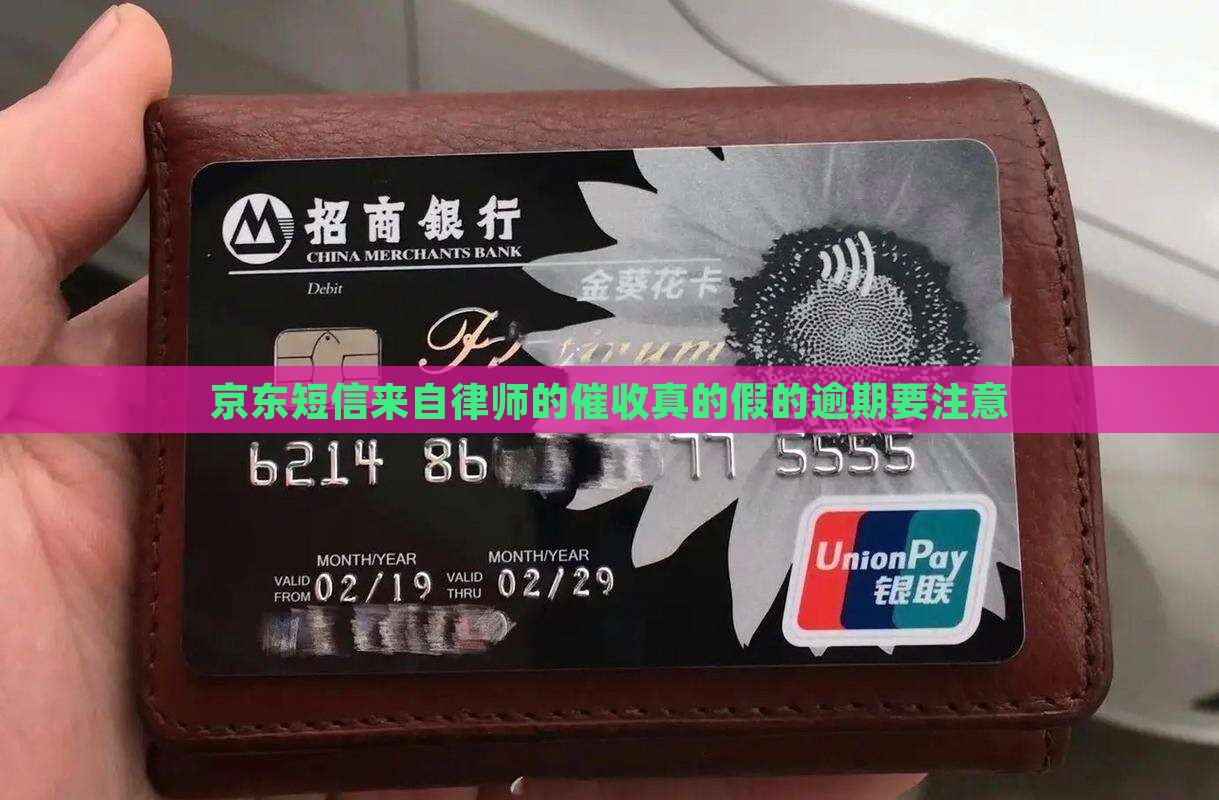 招商銀行
CHINA MERCHANTS BANK
Debit
金葵花卡
京东短信来自律师的催收真的假的逾期要注意
6214 86 77 5555
MONTH/YEAR MONTH/YEAR
VALID FROM 02/19 VALID THRU 02/29
UnionPay
银联